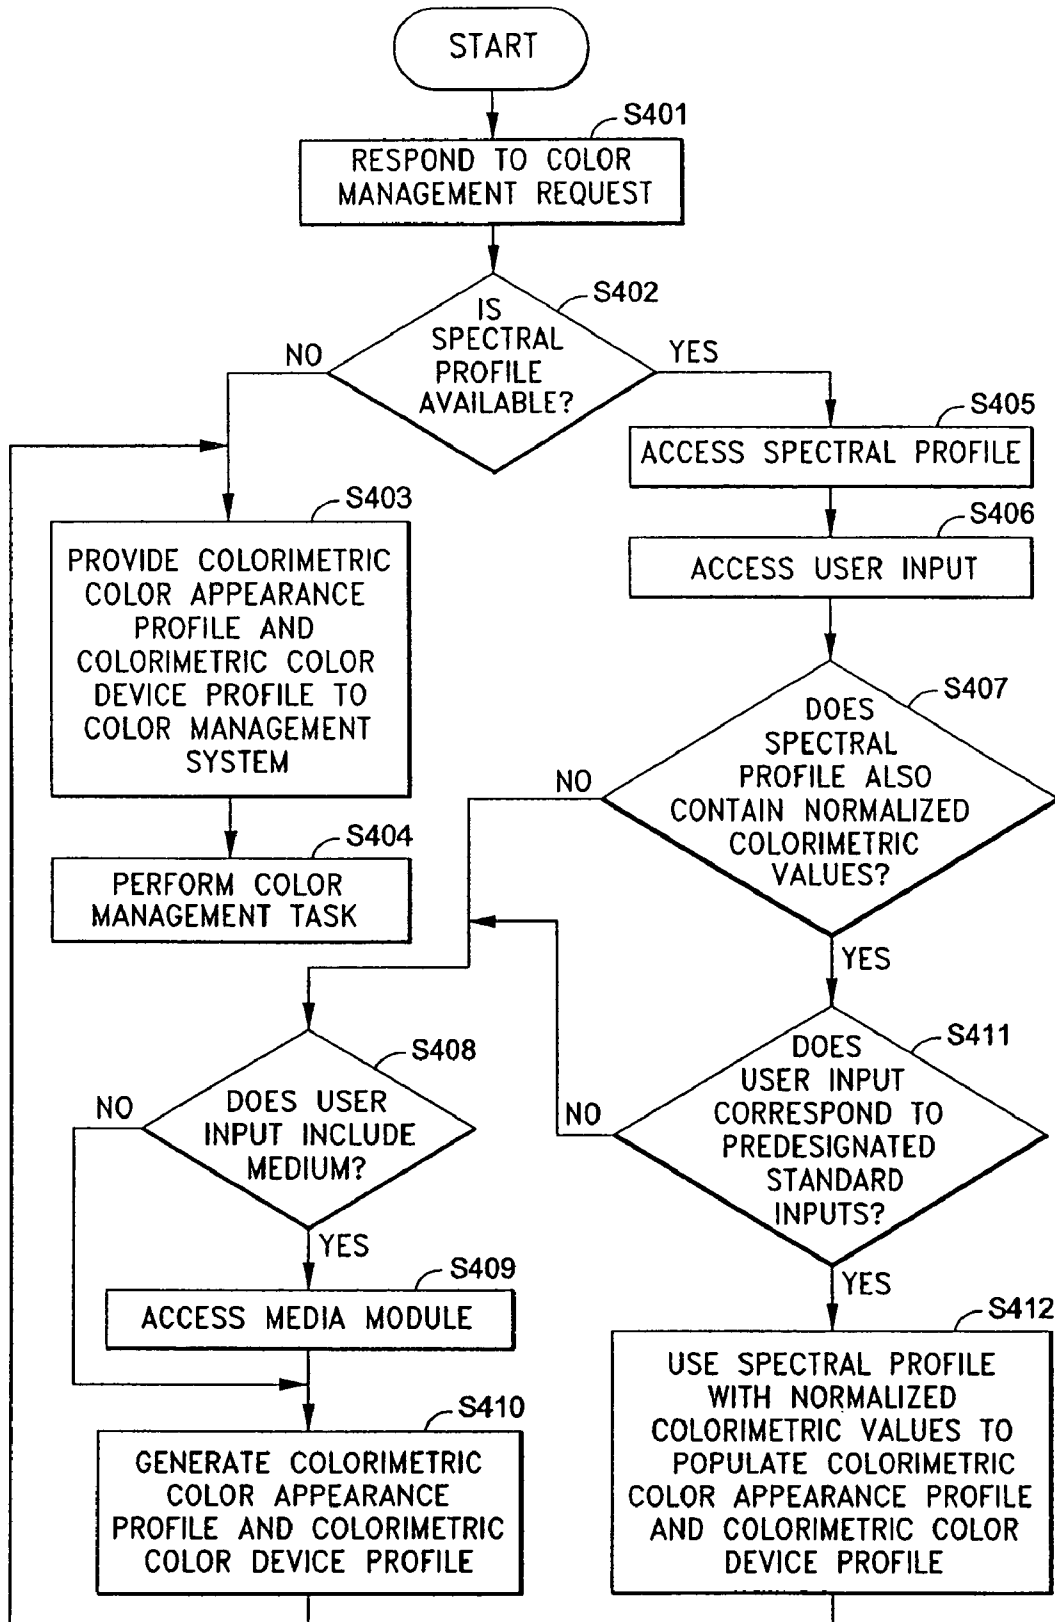 START
S401
RESPOND TO COLOR
MANAGEMENT REQUEST
S402
IS
SPECTRAL
PROFILE
AVAILABLE?
NO
YES
S403
PROVIDE COLORIMETRIC
COLOR APPEARANCE
PROFILE AND
COLORIMETRIC COLOR
DEVICE PROFILE TO
COLOR MANAGEMENT
SYSTEM
S404
PERFORM COLOR
MANAGEMENT TASK
S405
ACCESS SPECTRAL PROFILE
S406
ACCESS USER INPUT
S407
DOES
SPECTRAL
PROFILE ALSO
CONTAIN NORMALIZED
COLORIMETRIC
VALUES?
NO
YES
S408
DOES USER
INPUT INCLUDE
MEDIUM?
NO
YES
S409
ACCESS MEDIA MODULE
S410
GENERATE COLORIMETRIC
COLOR APPEARANCE
PROFILE AND COLORIMETRIC
COLOR DEVICE PROFILE
S411
DOES
USER INPUT
CORRESPOND TO
PREDESIGNATED
STANDARD
INPUTS?
NO
YES
S412
USE SPECTRAL PROFILE
WITH NORMALIZED
COLORIMETRIC VALUES TO
POPULATE COLORIMETRIC
COLOR APPEARANCE PROFILE
AND COLORIMETRIC COLOR
DEVICE PROFILE